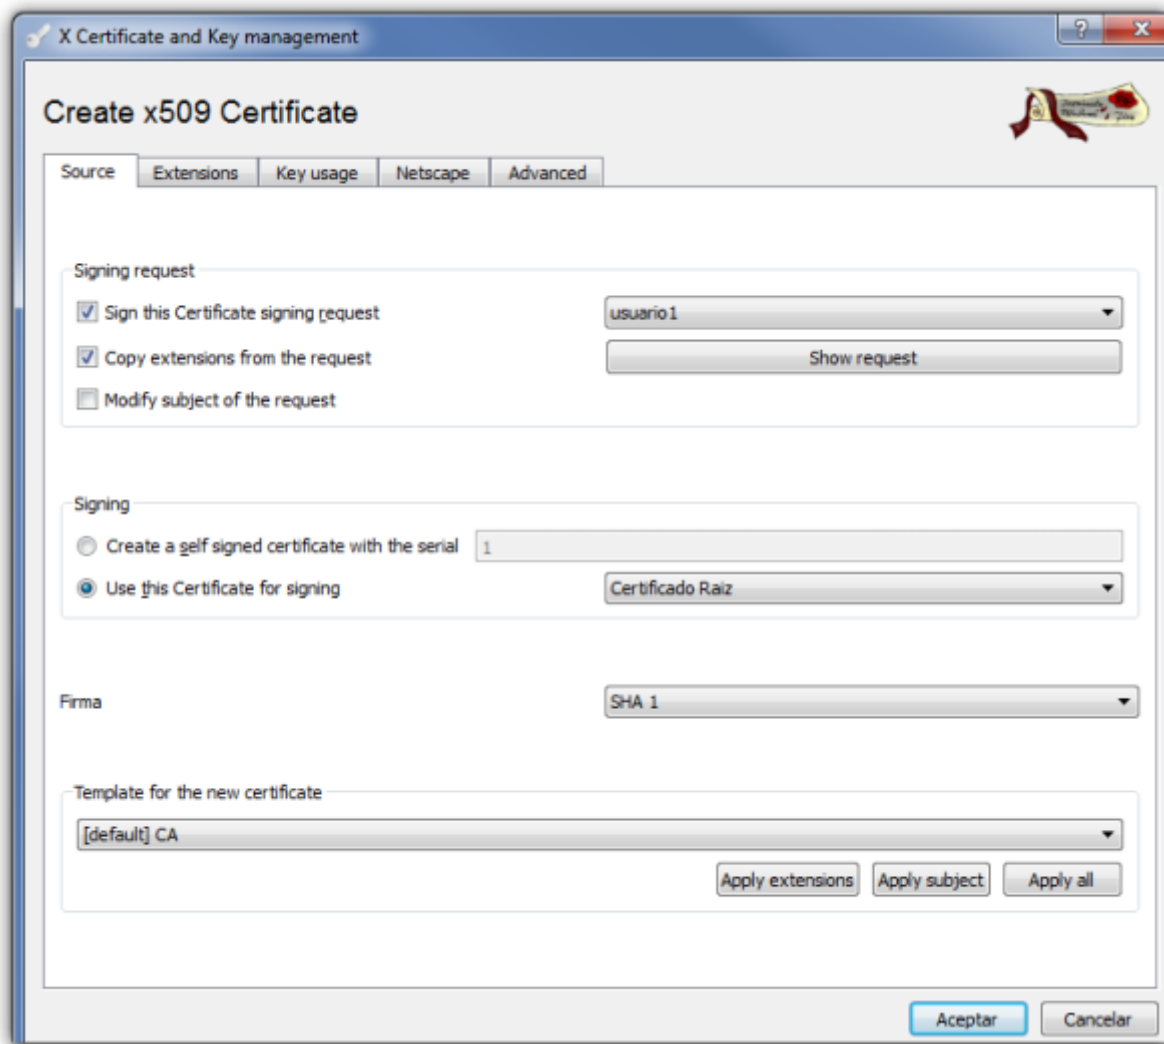 X Certificate and Key management
Create x509 Certificate
Source Extensions Key usage Netscape Advanced
Signing request
Sign this Certificate signing request usuario1
Copy extensions from the request Show request
Modify subject of the request
Signing
Create a self signed certificate with the serial 1
Use this Certificate for signing Certificado Raiz
Firma SHA 1
Template for the new certificate
[default] CA
Apply extensions Apply subject Apply all
Aceptar Cancelar